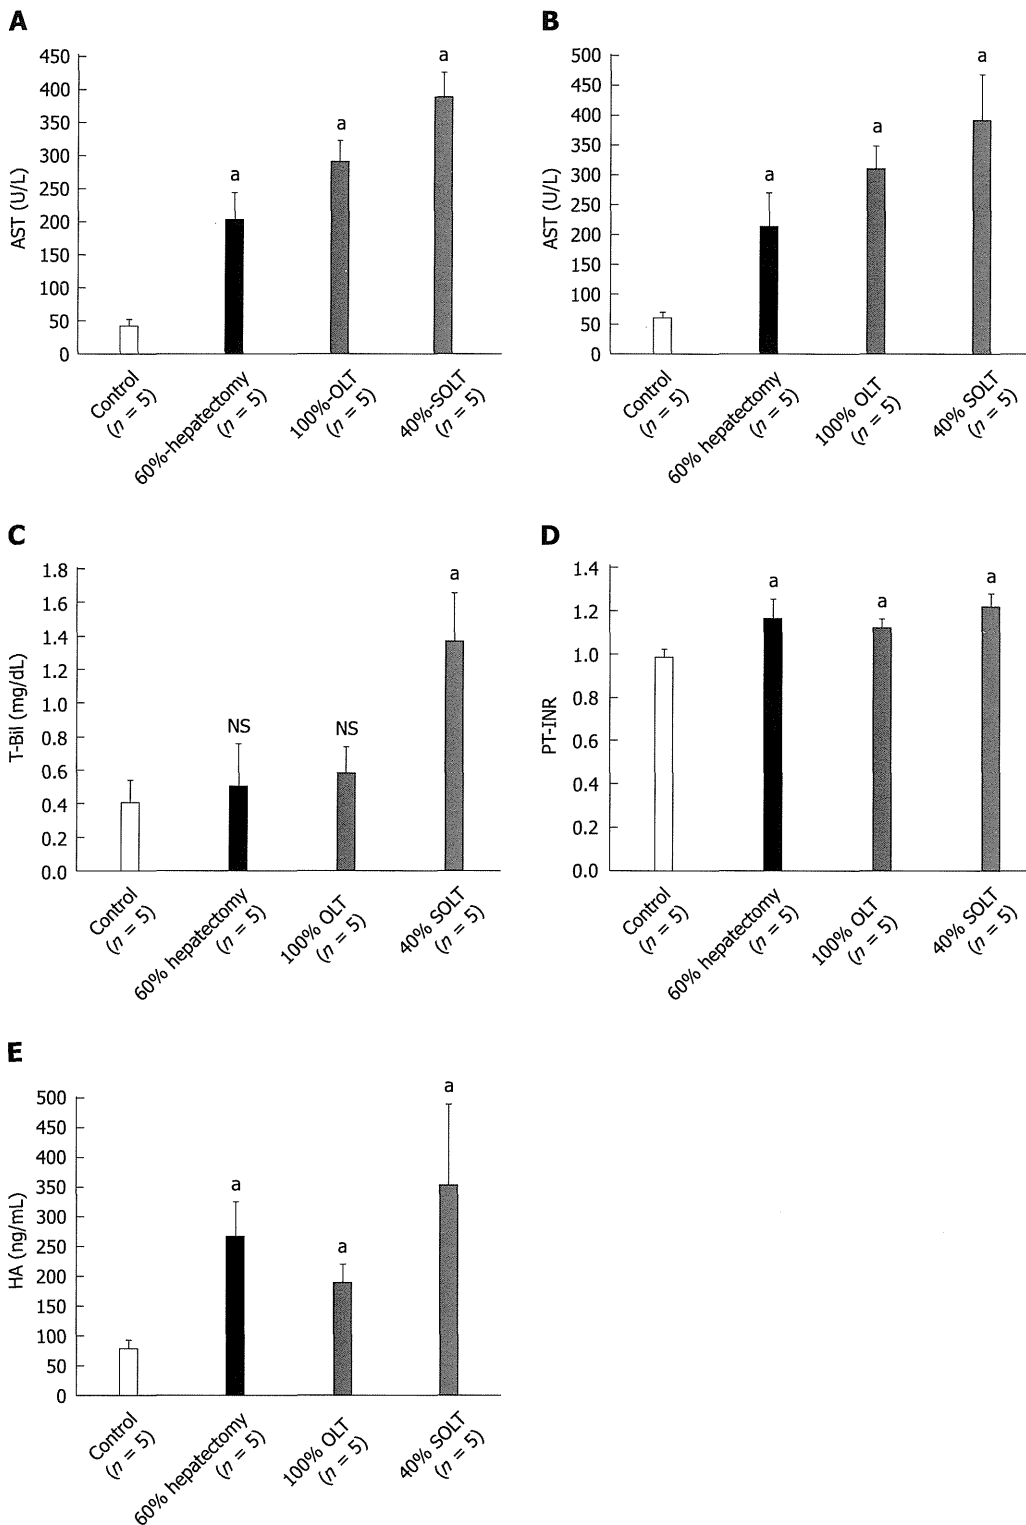 A
AST (U/L)
450
400
350
300
250
200
150
100
50
0
a
a
a
Control
(n = 5)
60%-hepatectomy
(n = 5)
100%-OLT
(n = 5)
40%-SOLT
(n = 5)
B
AST (U/L)
500
450
400
350
300
250
200
150
100
50
0
a
a
a
Control
(n = 5)
60% hepatectomy
(n = 5)
100% OLT
(n = 5)
40% SOLT
(n = 5)
C
T-Bil (mg/dL)
1.8
1.6
1.4
1.2
1.0
0.8
0.6
0.4
0.2
0.0
NS
NS
a
Control
(n = 5)
60% hepatectomy
(n = 5)
100% OLT
(n = 5)
40% SOLT
(n = 5)
D
PT-INR
1.4
1.2
1.0
0.8
0.6
0.4
0.2
0.0
a
a
a
Control
(n = 5)
60% hepatectomy
(n = 5)
100% OLT
(n = 5)
40% SOLT
(n = 5)
E
HA (ng/mL)
500
450
400
350
300
250
200
150
100
50
0
a
a
a
Control
(n = 5)
60% hepatectomy
(n = 5)
100% OLT
(n = 5)
40% SOLT
(n = 5)